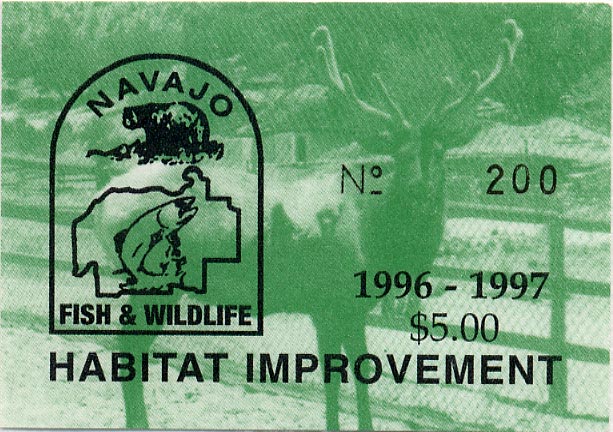 NAVAJO
FISH & WILDLIFE
Nº 200
1996 - 1997
$5.00
HABITAT IMPROVEMENT